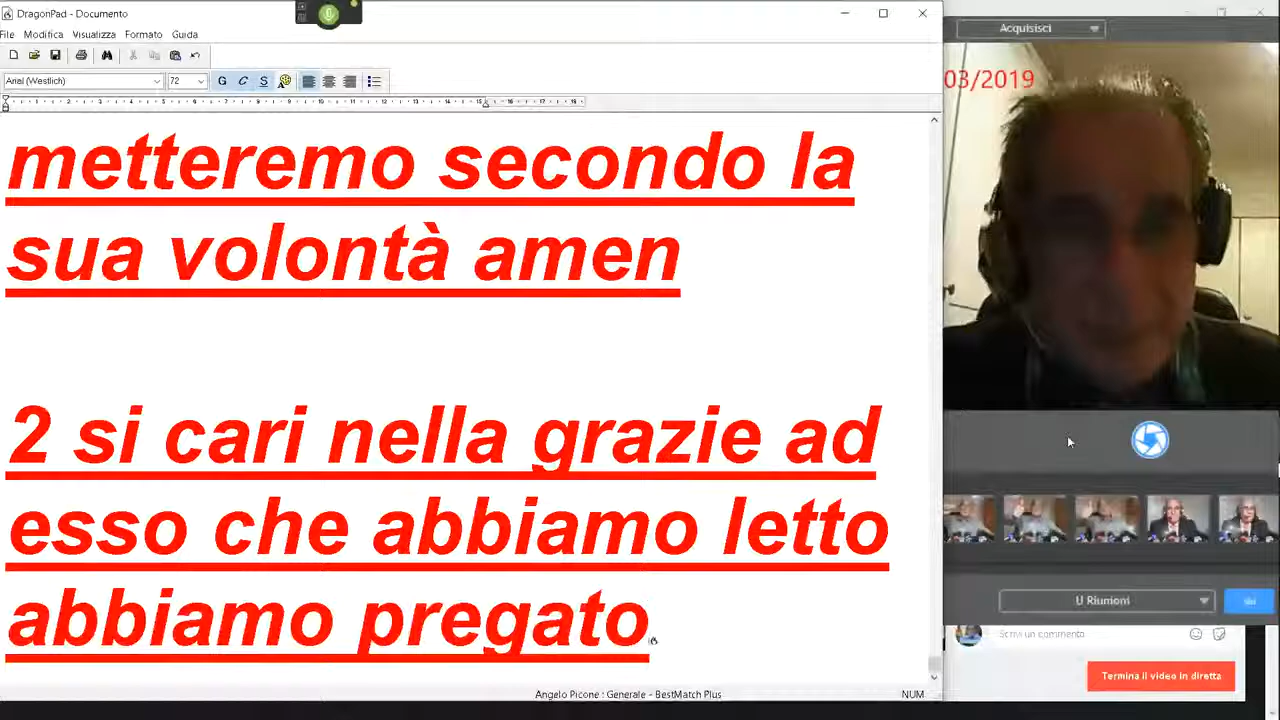 DragonPad - Documento
File Modifica Visualizza Formato Guida
Arial (Westlich) 72 G C S
metteremo secondo la
sua volontà amen
2 si cari nella grazie ad
esso che abbiamo letto
abbiamo pregato
Angelo Picone : Generale - BestMatch Plus
NUM
Acquisisci
03/2019
U Riunioni
Scrivi un commento
Termina il video in diretta